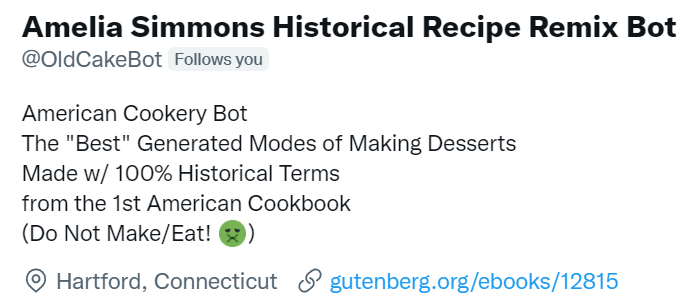 Amelia Simmons Historical Recipe Remix Bot
@OldCakeBot Follows you
American Cookery Bot
The "Best" Generated Modes of Making Desserts
Made w/ 100% Historical Terms
from the 1st American Cookbook
(Do Not Make/Eat! 🤢)
Hartford, Connecticut gutenberg.org/ebooks/12815